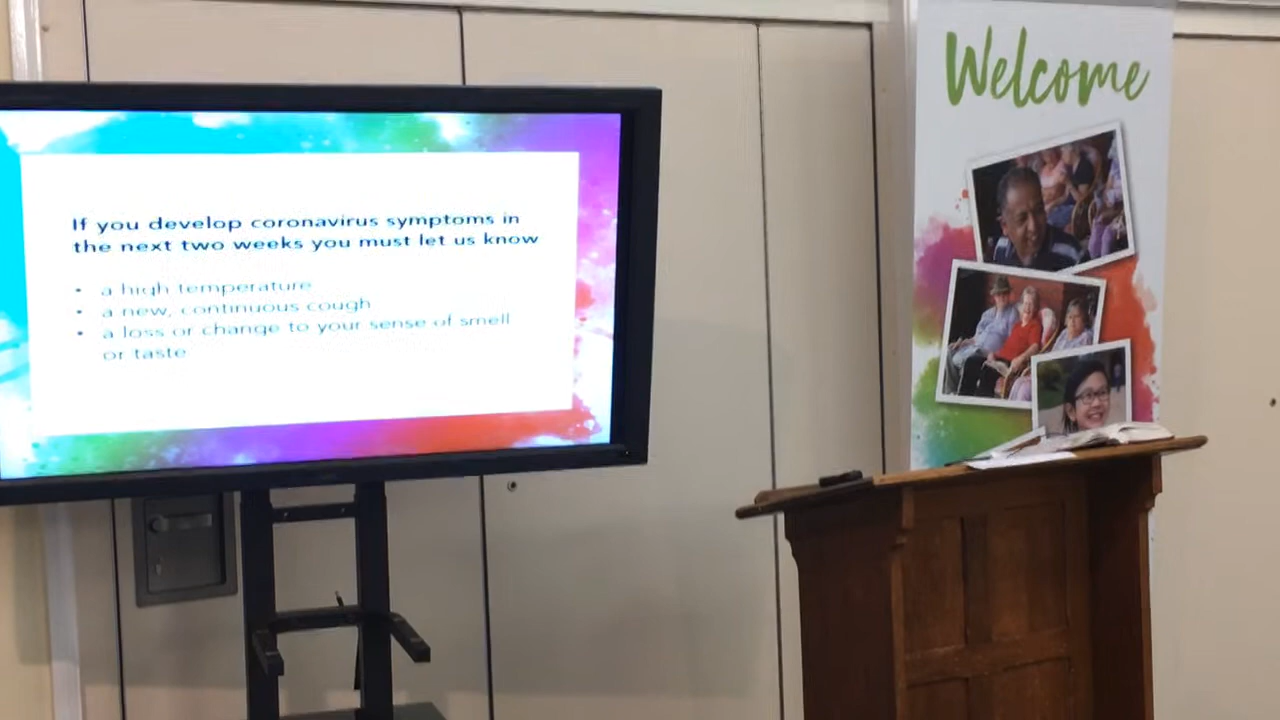 If you develop coronavirus symptoms in
the next two weeks you must let us know
• a high temperature
• a new, continuous cough
• a loss or change to your sense of smell
or taste
Welcome